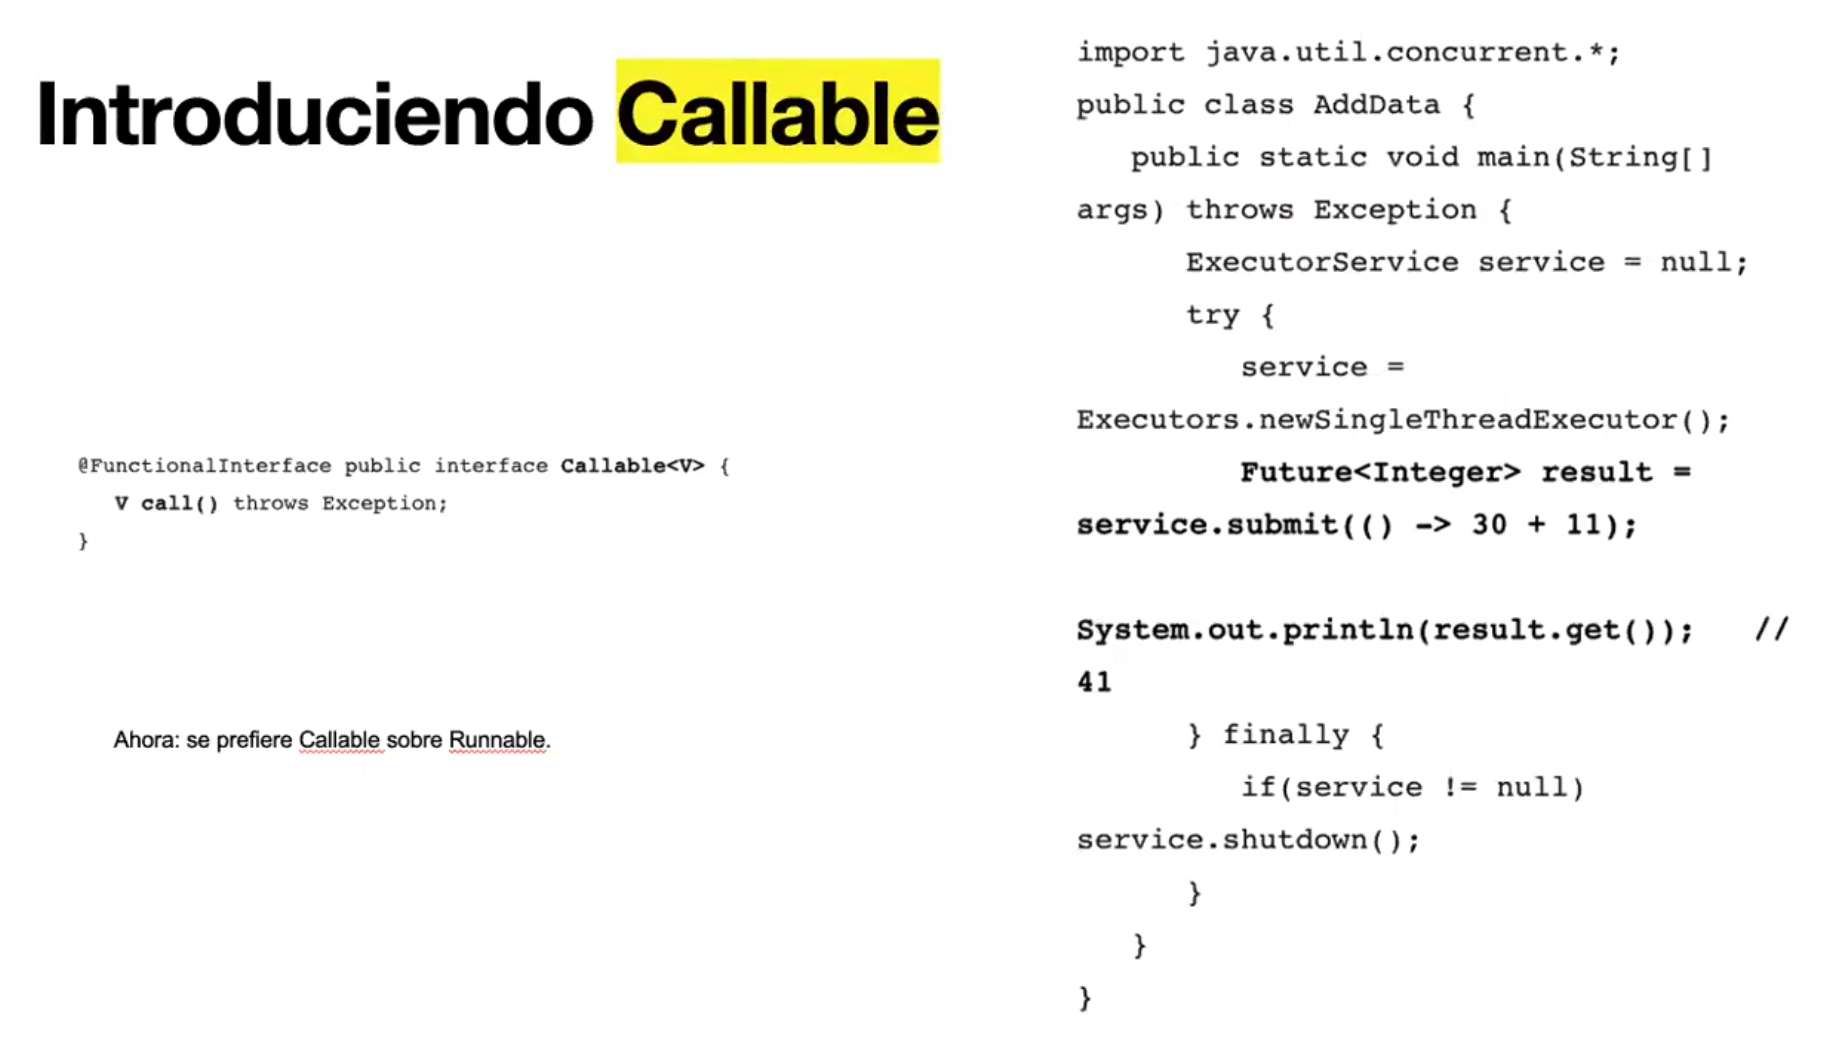 Introduciendo Callable
@FunctionalInterface public interface Callable<V> {
   V call() throws Exception;
}
Ahora: se prefiere Callable sobre Runnable.
import java.util.concurrent.*;
public class AddData {
   public static void main(String[]
args) throws Exception {
      ExecutorService service = null;
      try {
         service =
Executors.newSingleThreadExecutor();
         Future<Integer> result =
service.submit(() -> 30 + 11);
System.out.println(result.get());   //
41
      } finally {
         if(service != null)
service.shutdown();
      }
   }
}